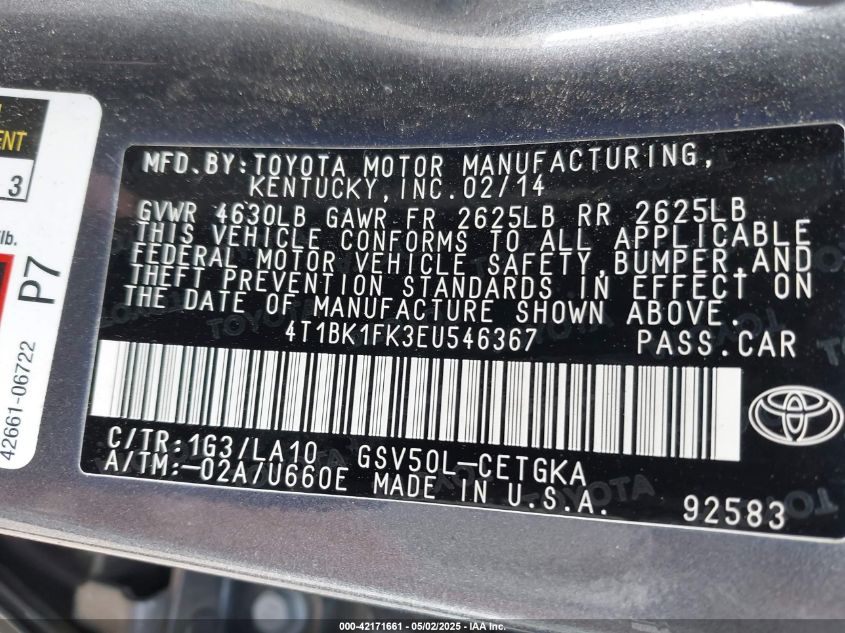 MFD.BY:TOYOTA MOTOR MANUFACTURING,
KENTUCKY,INC.02/14
GVWR 4630LB GAWR FR 2625LB RR 2625LB
THIS VEHICLE CONFORMS TO ALL APPLICABLE
FEDERAL MOTOR VEHICLE SAFETY,BUMPER,AND
THEFT PREVENTION STANDARDS IN EFFECT ON
THE DATE OF MANUFACTURE SHOWN ABOVE.
4T1BK1FK3EU546367 PASS.CAR
C/TR:1G3/LA10 GSV50L-CETGKA
A/TM:-02A/U660E MADE IN U.S.A.
92583
3
lb.
P7
42661-06722
000-42171661 - 05/02/2025 - IAA Inc.